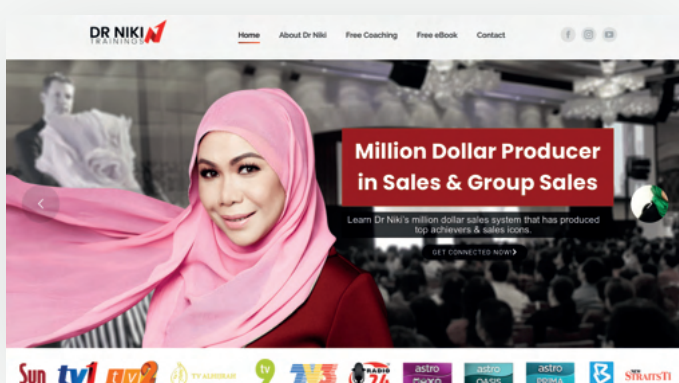 DR NIKI
TRAININGS
Home About Dr Niki Free Coaching Free eBook Contact
Million Dollar Producer
in Sales & Group Sales
Learn Dr Niki's million dollar sales system that has produced
top achievers & sales icons.
GET CONNECTED NOW!
Sun tv1 tv2 TV ALHIJRAH tv9 TV3 RADIO 24 astro astro OASIS astro PRIMA B NEW STRAITS TI